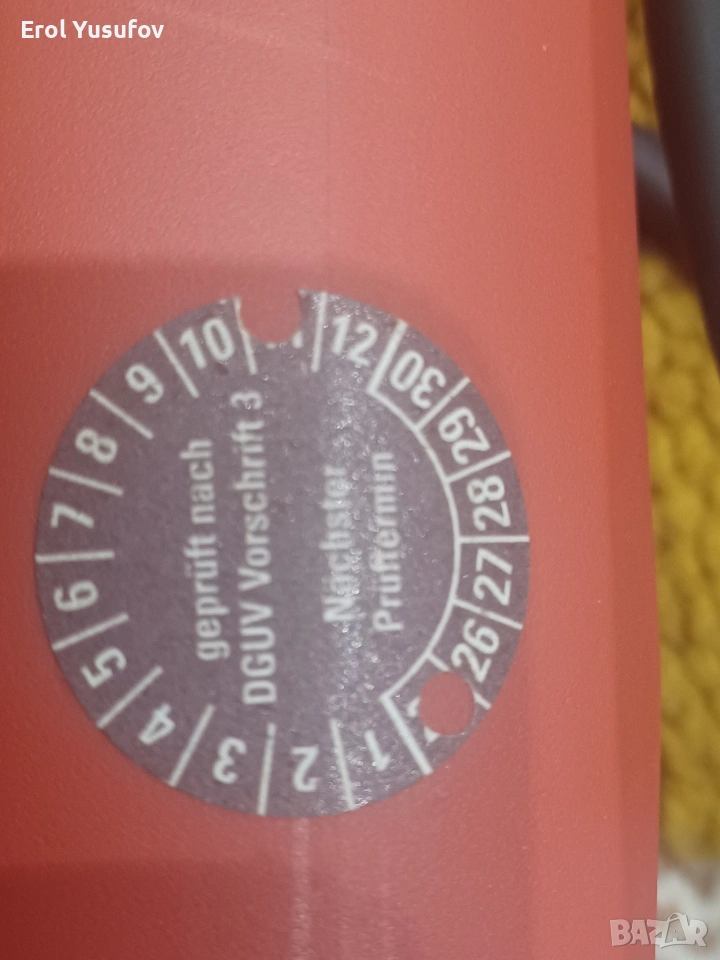 Erol Yusufov
geprüft nach
DGUV Vorschrift 3
Nächster
Prüftermin
1
2
3
4
5
6
7
8
9
10
12
30
29
28
27
26
BAZAR